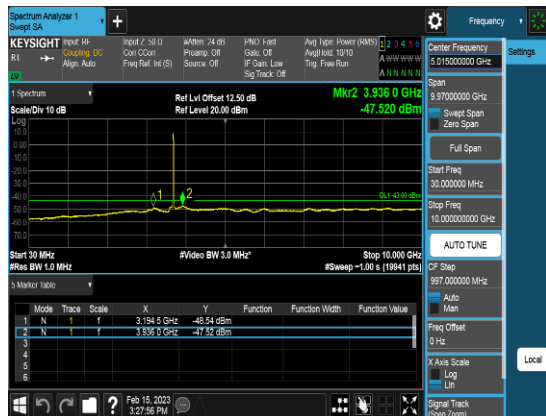 Spectrum Analyzer 1
Swept SA
+
Frequency
KEYSIGHT
Input: RF
Coupling: DC
Align: Auto
Input Z: 50 Ω
Corr CCorr
Freq Ref: Int (S)
#Atten: 24 dB
Preamp: Off
Source: Off
PNO: Fast
Gate: Off
IF Gain: Low
Sig Track: Off
Avg Type: Power (RMS)
Avg|Hold: 10/10
Trig: Free Run
1 2 3 4 5 6
A W W W W W
A N N N N N
1 Spectrum
Scale/Div 10 dB
Ref Lvl Offset 12.50 dB
Ref Level 20.00 dBm
Mkr2 3.936 0 GHz
-47.520 dBm
Log
10.0
0.00
-10.0
-20.0
-30.0
-40.0
-50.0
-60.0
-70.0
1
2
DL1 -43.00 dBm
Start 30 MHz
#Res BW 1.0 MHz
#Video BW 3.0 MHz*
Stop 10.000 GHz
#Sweep ~1.00 s (19941 pts)
5 Marker Table
Mode Trace Scale X Y Function Function Width Function Value
1 N 1 f 3.194 5 GHz -48.54 dBm
2 N 1 f 3.936 0 GHz -47.52 dBm
3
4
5
6
Feb 15, 2023
3:27:56 PM
Center Frequency
5.015000000 GHz
Settings
Span
9.97000000 GHz
Swept Span
Zero Span
Full Span
Start Freq
30.000000 MHz
Stop Freq
10.000000000 GHz
AUTO TUNE
CF Step
997.000000 MHz
Auto
Man
Freq Offset
0 Hz
X Axis Scale
Log
Lin
Local
Signal Track
(Span Zoom)